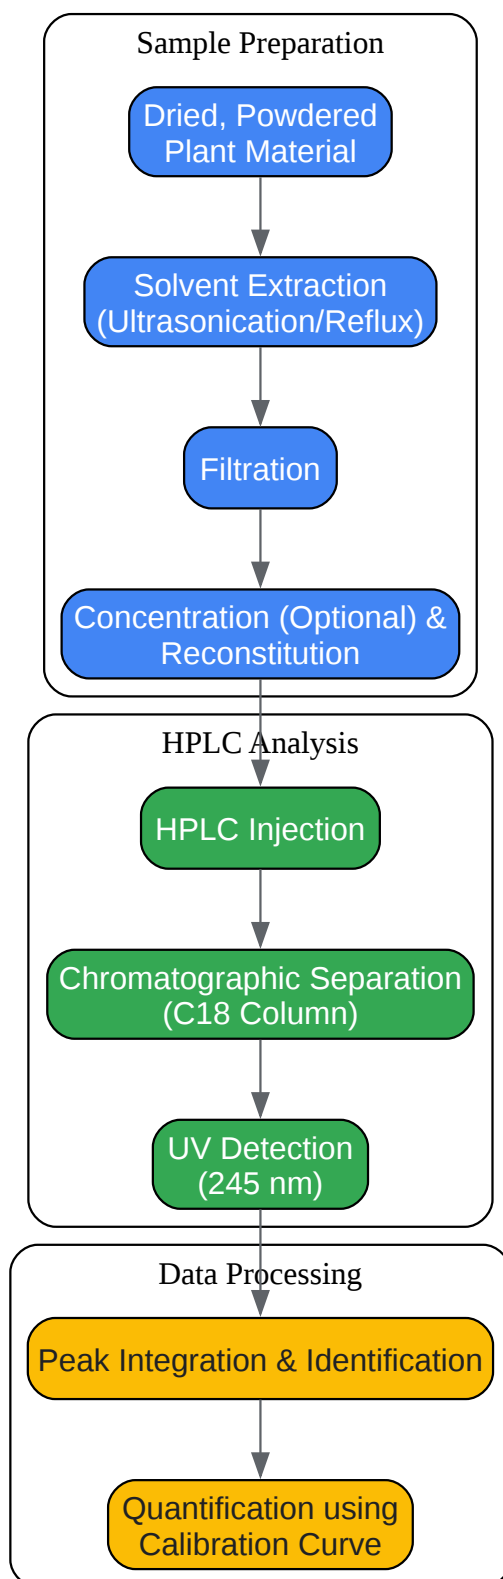 Sample Preparation
Dried, Powdered
Plant Material
Solvent Extraction
(Ultrasonication/Reflux)
Filtration
Concentration (Optional) &
Reconstitution
HPLC Analysis
HPLC Injection
Chromatographic Separation
(C18 Column)
UV Detection
(245 nm)
Data Processing
Peak Integration & Identification
Quantification using
Calibration Curve